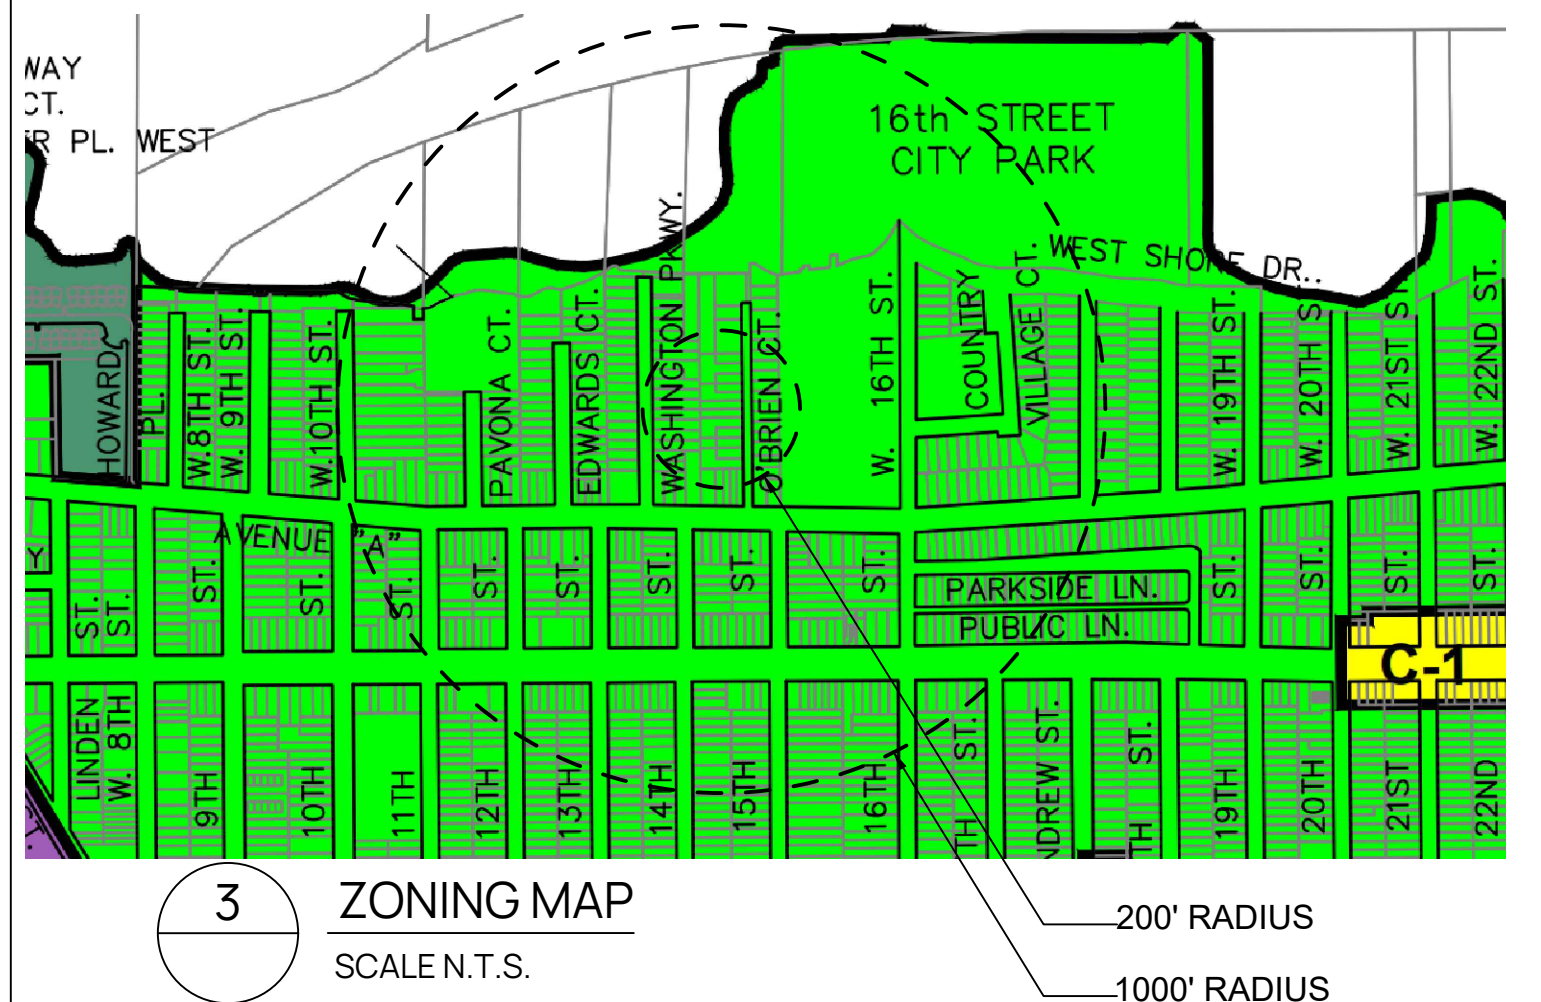 WAY
CT.
R PL. WEST
16th STREET
CITY PARK
WEST SHORE DR..
HOWARD
PL.
W.8TH ST.
W. 9TH ST.
W.10TH ST.
PAVONA CT.
EDWARDS CT.
WASHINGTON PKWY.
O'BRIEN CT.
W. 16TH ST.
COUNTRY
VILLAGE CT.
W. 19TH ST.
W. 20TH ST.
W. 21ST ST.
W. 22ND ST.
AVENUE "A"
Y
ST.
ST.
ST.
ST.
ST.
ST.
ST.
ST.
ST.
ST.
ST.
ST.
ST.
ST.
PARKSIDE LN.
PUBLIC LN.
C-1
LINDEN
W. 8TH
9TH
10TH
11TH
12TH
13TH
14TH
15TH
16TH
TH ST.
NDREW ST.
TH ST.
19TH
20TH
21ST
22ND
3
ZONING MAP
SCALE N.T.S.
200' RADIUS
1000' RADIUS